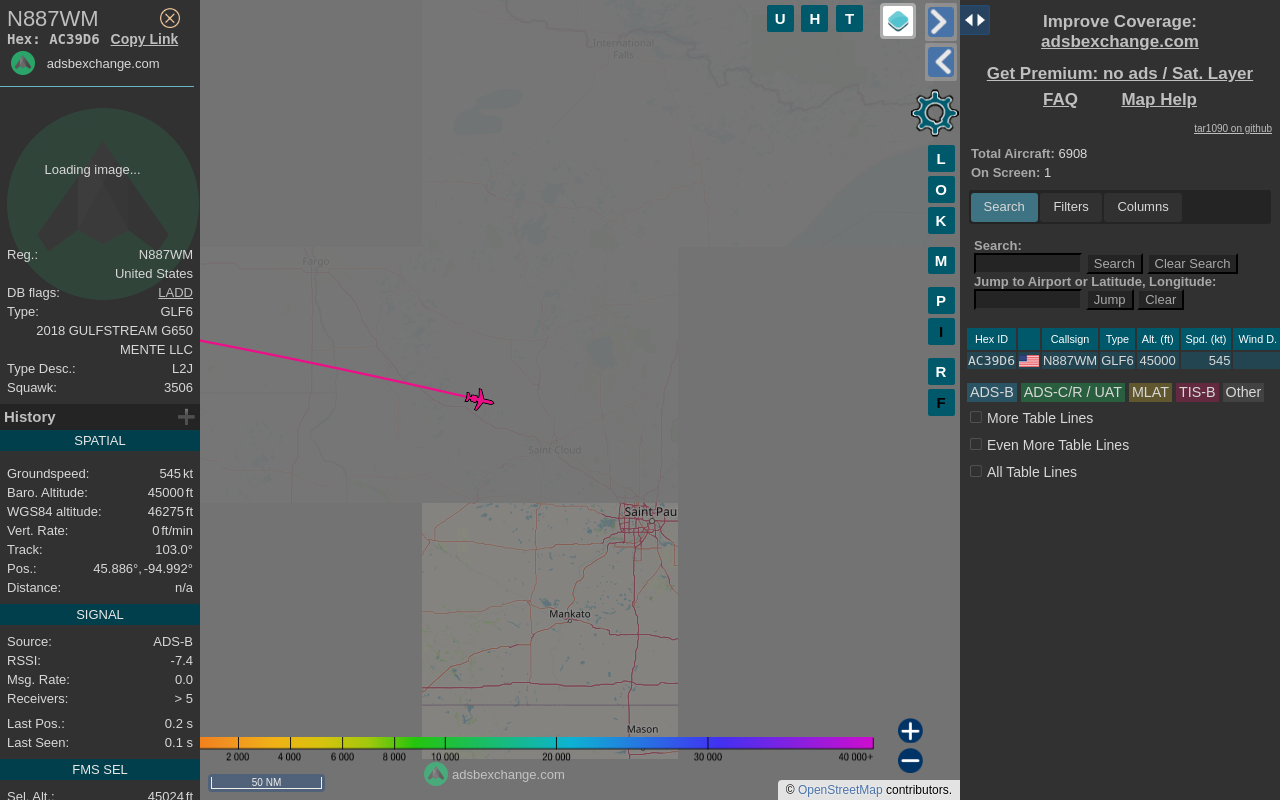 N887WM
Hex: AC39D6 Copy Link
adsbexchange.com
Loading image...
Reg.: N887WM
United States
DB flags: LADD
Type: GLF6
2018 GULFSTREAM G650
MENTE LLC
Type Desc.: L2J
Squawk: 3506
History
SPATIAL
Groundspeed: 545 kt
Baro. Altitude: 45000 ft
WGS84 altitude: 46275 ft
Vert. Rate: 0 ft/min
Track: 103.0°
Pos.: 45.886°, -94.992°
Distance: n/a
SIGNAL
Source: ADS-B
RSSI: -7.4
Msg. Rate: 0.0
Receivers: > 5
Last Pos.: 0.2 s
Last Seen: 0.1 s
FMS SEL
Sel. Alt.: 45024 ft
International
Falls
Fargo
Saint Cloud
Saint Pau
Mankato
Mason
2 000 4 000 6 000 8 000 10 000 20 000 30 000 40 000+
50 NM
adsbexchange.com
© OpenStreetMap contributors.
U H T
L
O
K
M
P
I
R
F
Improve Coverage:
adsbexchange.com
Get Premium: no ads / Sat. Layer
FAQ Map Help
tar1090 on github
Total Aircraft: 6908
On Screen: 1
Search Filters Columns
Search:
Search Clear Search
Jump to Airport or Latitude, Longitude:
Jump Clear
Hex ID Callsign Type Alt. (ft) Spd. (kt) Wind D.
AC39D6 N887WM GLF6 45000 545
ADS-B ADS-C/R / UAT MLAT TIS-B Other
More Table Lines
Even More Table Lines
All Table Lines